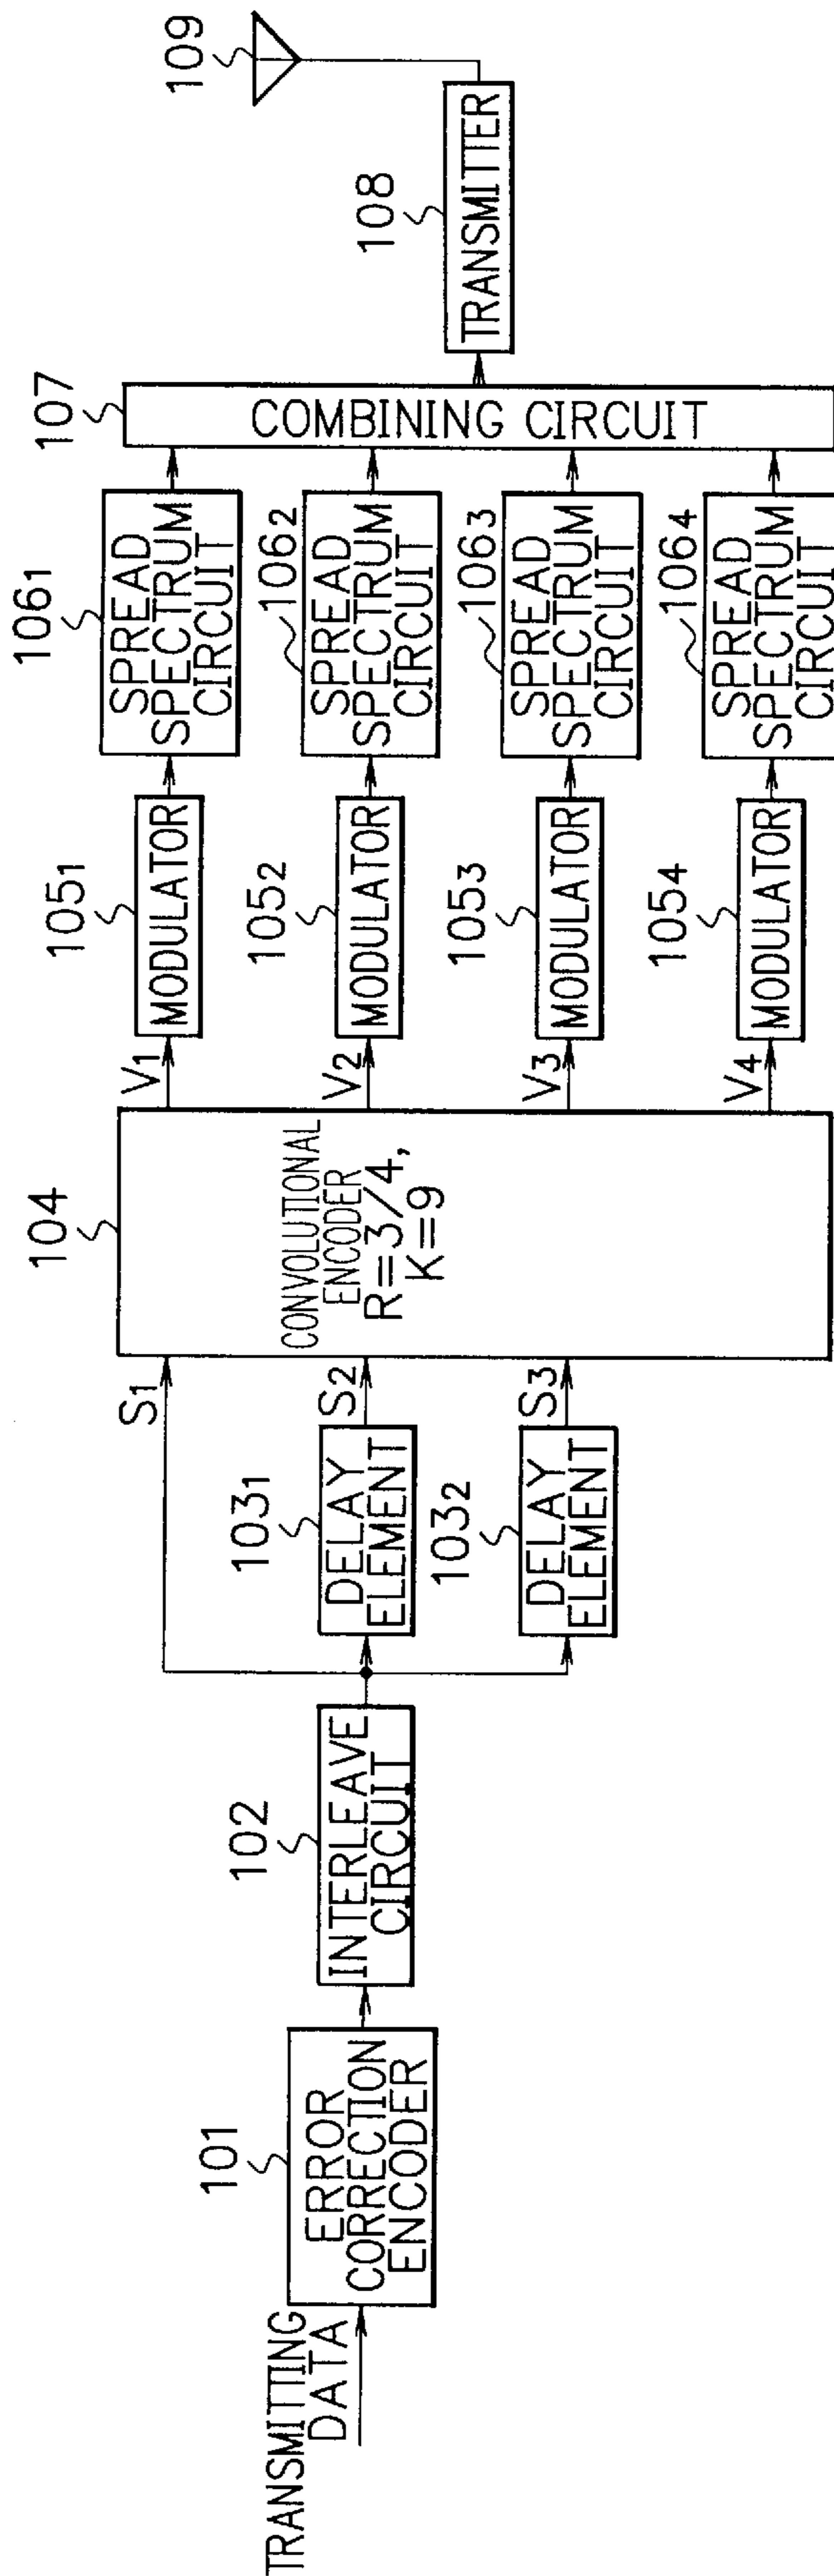 TRANSMITTING
DATA
101
ERROR
CORRECTION
ENCODER
102
INTERLEAVE
CIRCUIT
103₁
DELAY
ELEMENT
103₂
DELAY
ELEMENT
S₁
S₂
S₃
104
CONVOLUTIONAL
ENCODER
R=3/4,
K=9
V₁
V₂
V₃
V₄
105₁
MODULATOR
105₂
MODULATOR
105₃
MODULATOR
105₄
MODULATOR
106₁
SPREAD
SPECTRUM
CIRCUIT
106₂
SPREAD
SPECTRUM
CIRCUIT
106₃
SPREAD
SPECTRUM
CIRCUIT
106₄
SPREAD
SPECTRUM
CIRCUIT
107
COMBINING CIRCUIT
108
TRANSMITTER
109